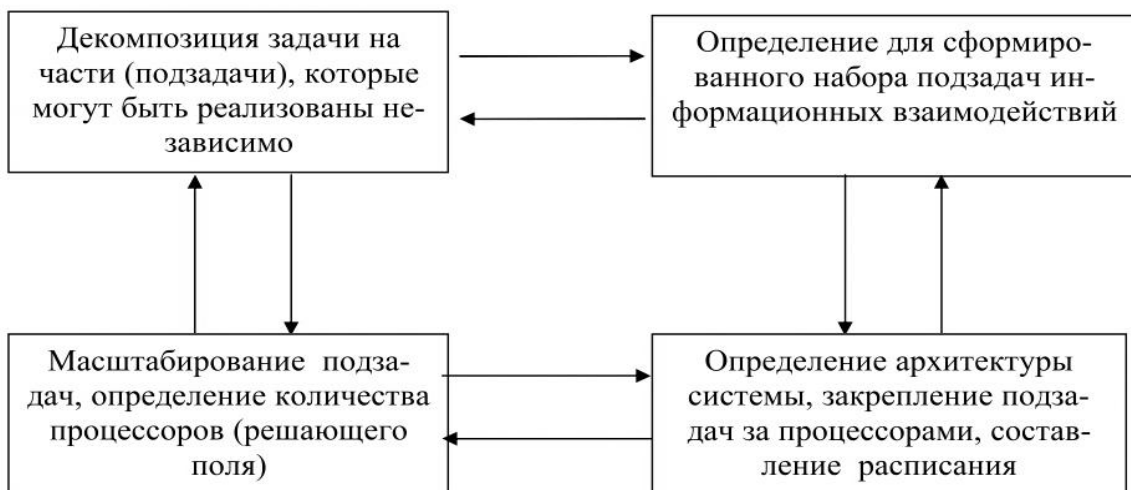 Декомпозиция задачи на
части (подзадачи), которые
могут быть реализованы не-
зависимо
Определение для сформиро-
ванного набора подзадач ин-
формационных взаимодействий
Масштабирование подза-
дач, определение количества
процессоров (решающего
поля)
Определение архитектуры
системы, закрепление подза-
дач за процессорами, состав-
ление расписания